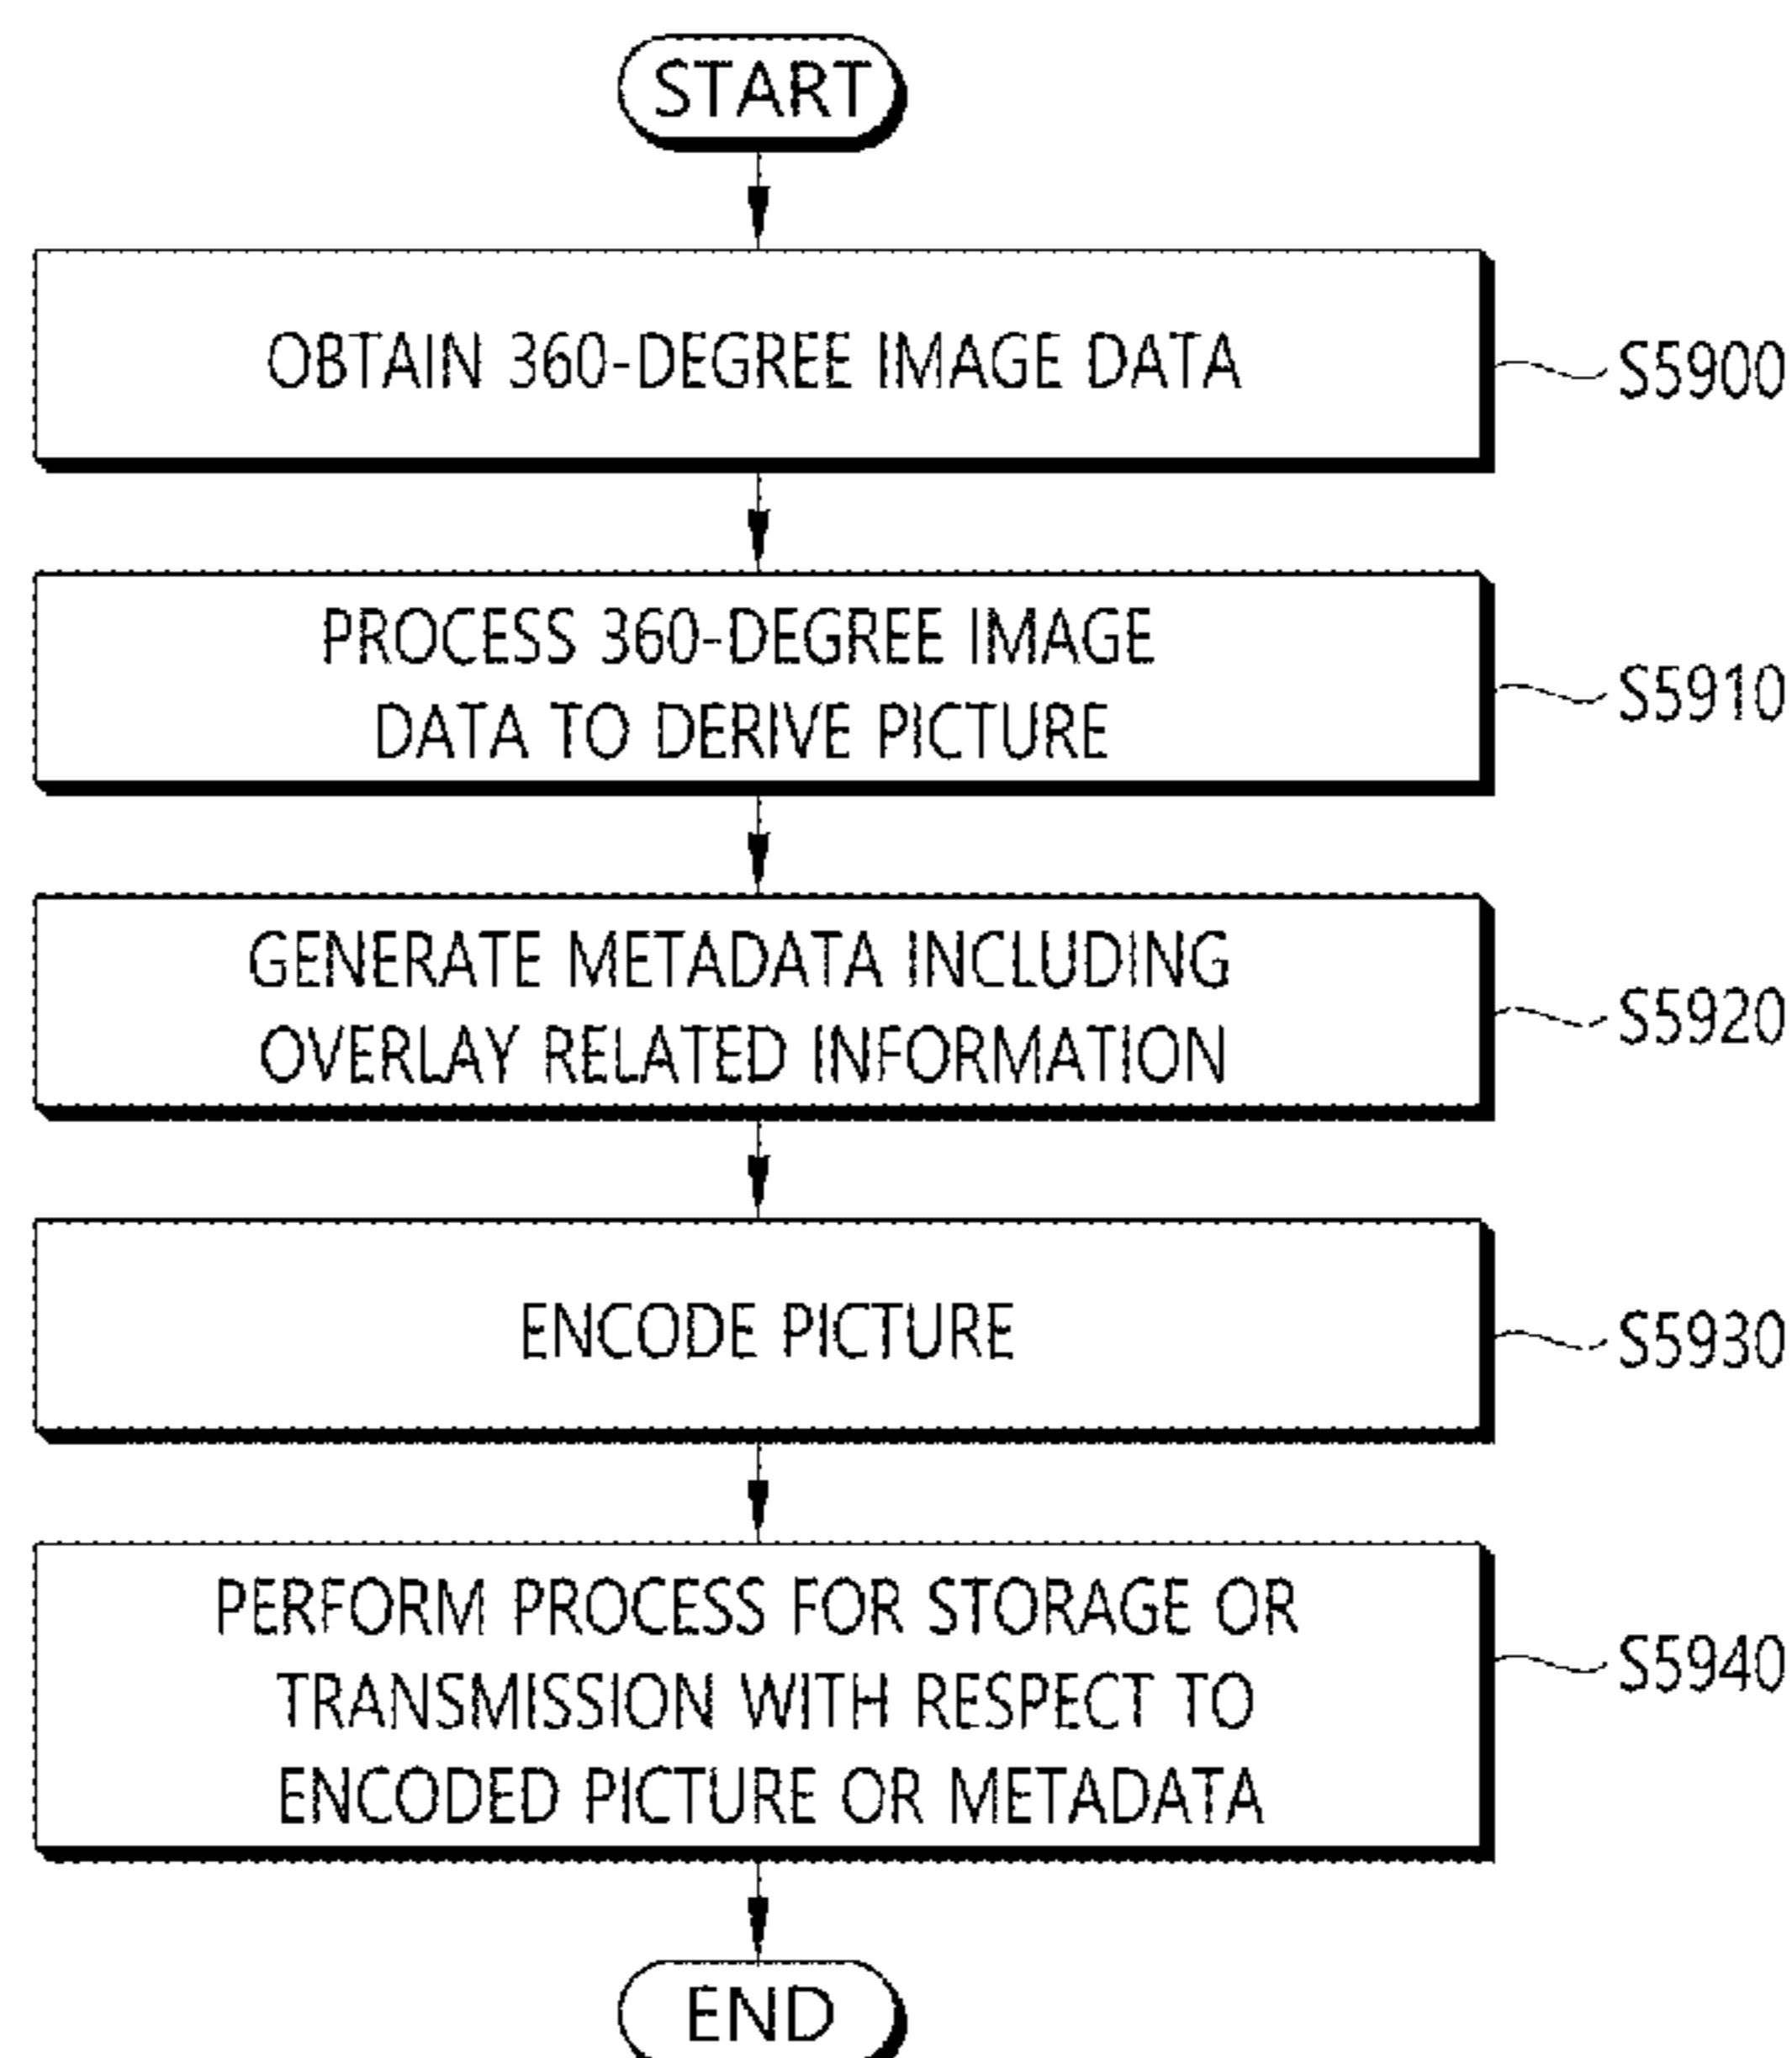 START
OBTAIN 360-DEGREE IMAGE DATA
S5900
PROCESS 360-DEGREE IMAGE
DATA TO DERIVE PICTURE
S5910
GENERATE METADATA INCLUDING
OVERLAY RELATED INFORMATION
S5920
ENCODE PICTURE
S5930
PERFORM PROCESS FOR STORAGE OR
TRANSMISSION WITH RESPECT TO
ENCODED PICTURE OR METADATA
S5940
END